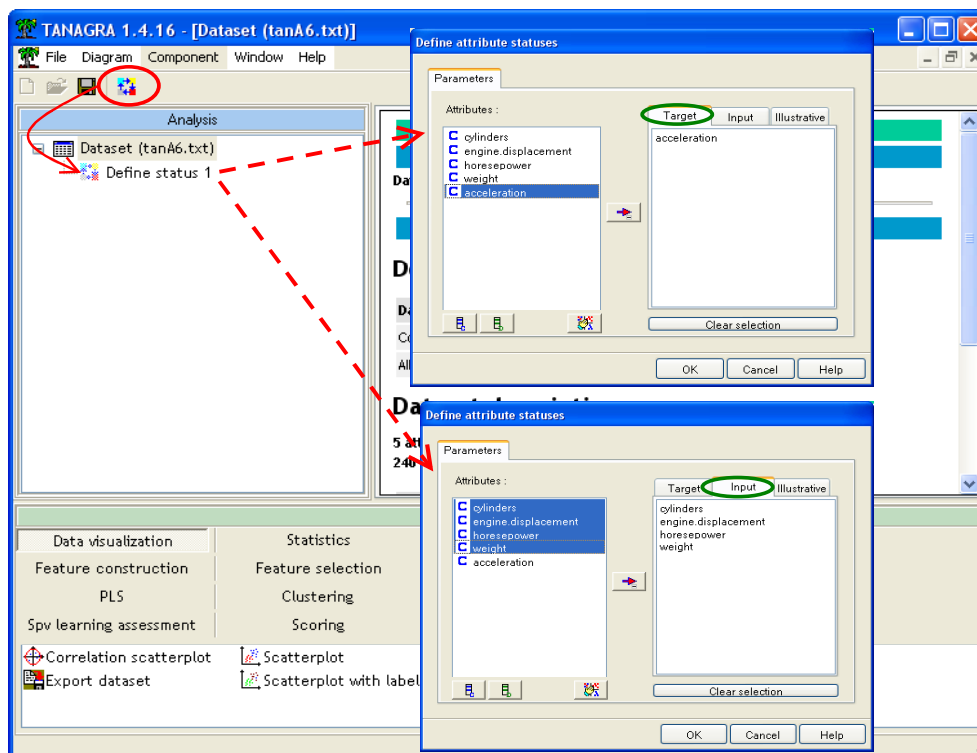 TANAGRA 1.4.16 - [Dataset (tanA6.txt)]
File Diagram Component Window Help
Analysis
Dataset (tanA6.txt)
Define status 1
Define attribute statuses
Parameters
Attributes :
cylinders
engine.displacement
horesepower
weight
acceleration
Target Input Illustrative
acceleration
Clear selection
OK Cancel Help
5 att
240
Define attribute statuses
Parameters
Attributes :
cylinders
engine.displacement
horesepower
weight
acceleration
Target Input Illustrative
cylinders
engine.displacement
horesepower
weight
Clear selection
OK Cancel Help
Data visualization Statistics
Feature construction Feature selection
PLS Clustering
Spv learning assessment Scoring
Correlation scatterplot Scatterplot
Export dataset Scatterplot with label